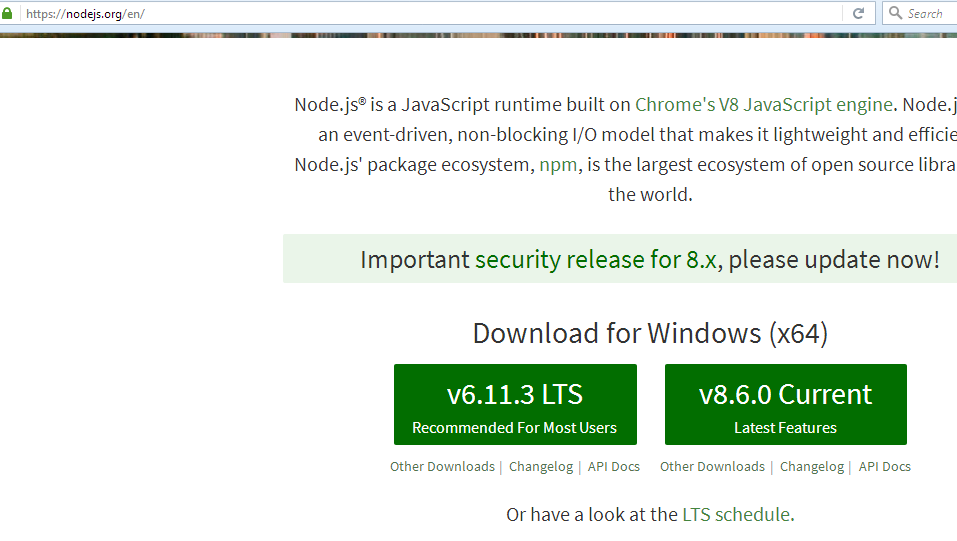 https://nodejs.org/en/
Search
Node.js® is a JavaScript runtime built on Chrome's V8 JavaScript engine. Node.j
an event-driven, non-blocking I/O model that makes it lightweight and efficie
Node.js' package ecosystem, npm, is the largest ecosystem of open source libra
the world.
Important security release for 8.x, please update now!
Download for Windows (x64)
v6.11.3 LTS
Recommended For Most Users
v8.6.0 Current
Latest Features
Other Downloads | Changelog | API Docs
Other Downloads | Changelog | API Docs
Or have a look at the LTS schedule.